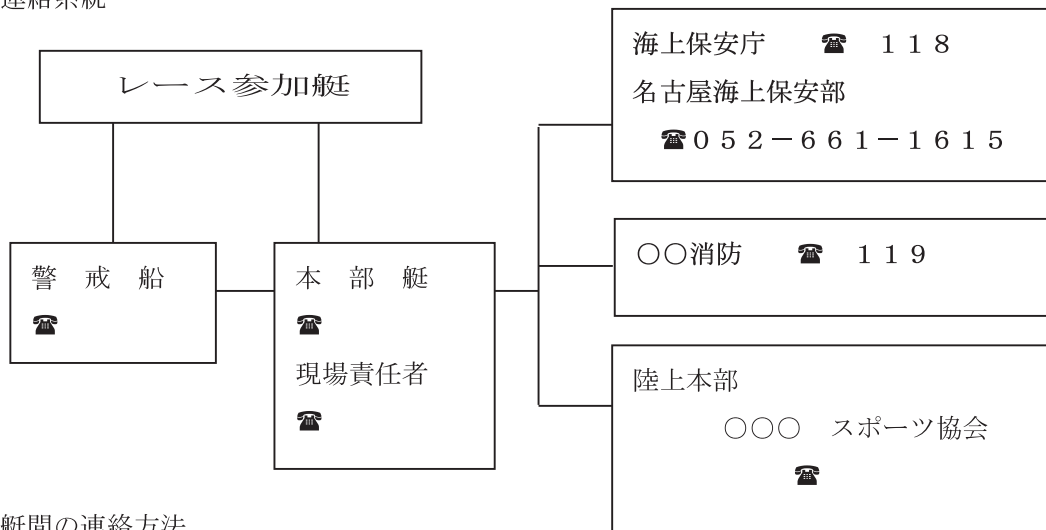 連絡系統
レース参加艇
警　戒　船
☎
本　部　艇
☎
現場責任者
☎
海上保安庁　　☎　１１８
名古屋海上保安部
☎０５２－６６１－１６１５
○○消防　　☎　１１９
陸上本部
○○○　スポーツ協会
☎
艇間の連絡方法